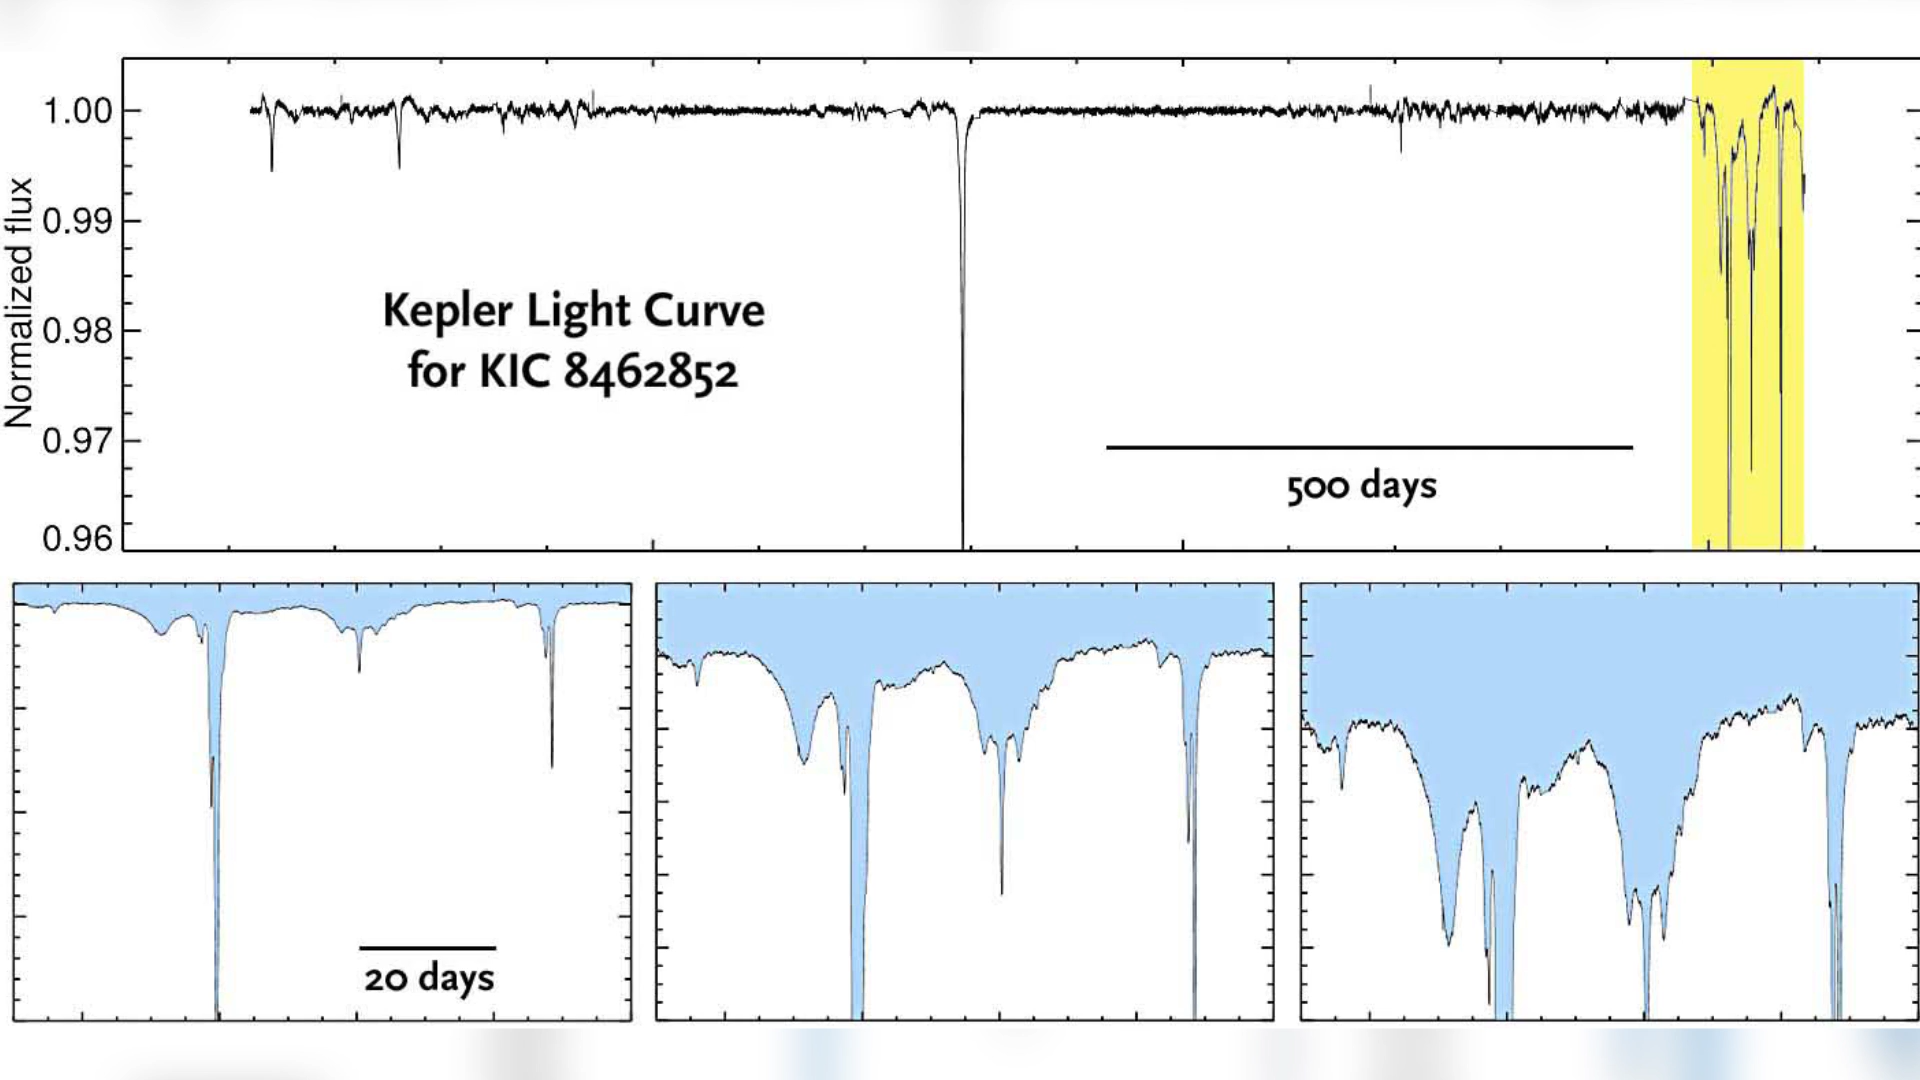 1.00
0.99
0.98
0.97
0.96
Normalized flux
Kepler Light Curve
for KIC 8462852
500 days
20 days